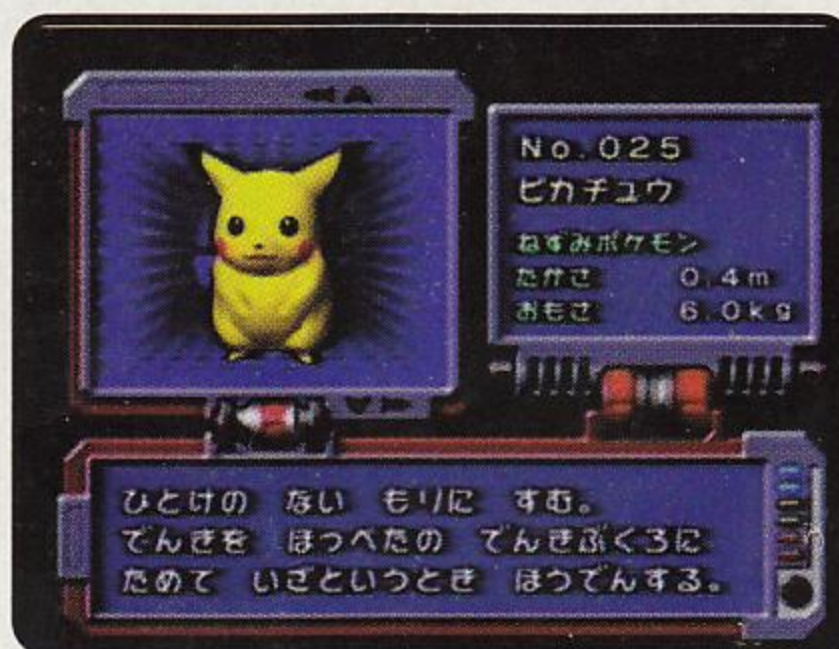 No.025
ピカチュウ
ねずみポケモン
たかさ 0.4m
おもさ 6.0kg
ひとけの ない もりに すむ。
でんきを ほっぺたの でんきぶくろに
ためて いざというとき ほうでんする。